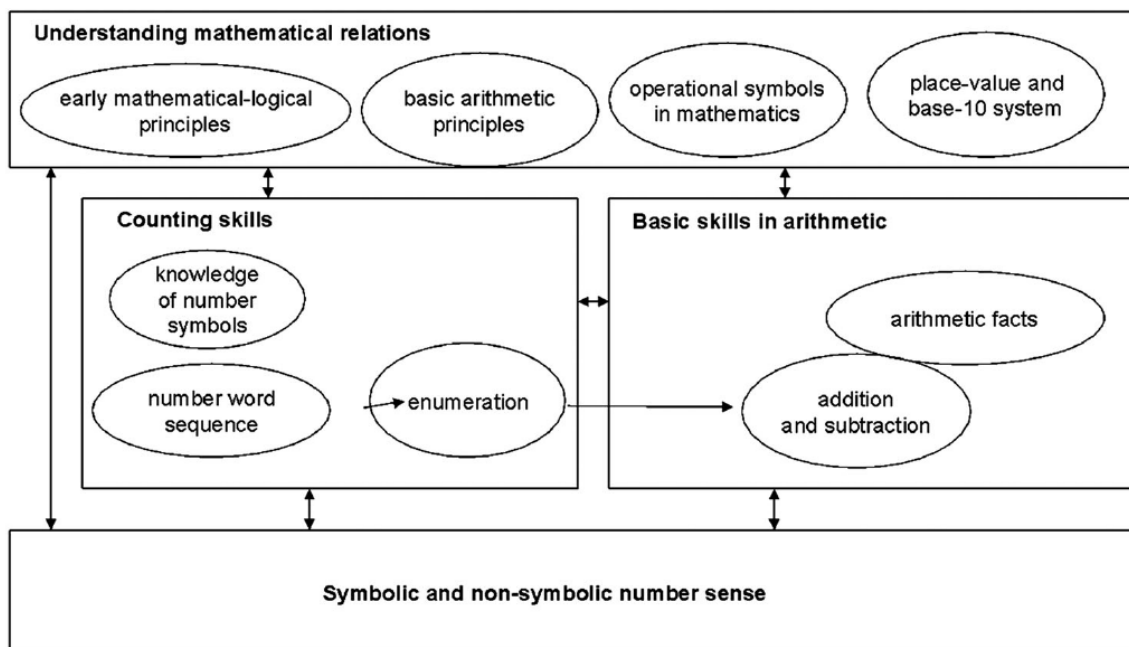 Understanding mathematical relations
early mathematical-logical
principles
basic arithmetic
principles
operational symbols
in mathematics
place-value and
base-10 system
Counting skills
knowledge
of number
symbols
number word
sequence
enumeration
Basic skills in arithmetic
arithmetic facts
addition
and subtraction
Symbolic and non-symbolic number sense